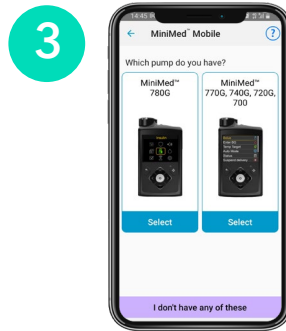 3
14:45
MiniMed™ Mobile
?
Which pump do you have?
MiniMed™
780G
MiniMed™
770G, 740G, 720G,
700
Select
Select
I don't have any of these